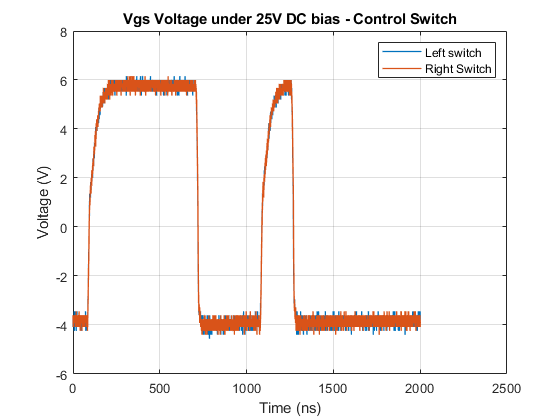 Vgs Voltage under 25V DC bias - Control Switch
Left switch
Right Switch
Voltage (V)
8
6
4
2
0
-2
-4
-6
0
500
1000
1500
2000
2500
Time (ns)